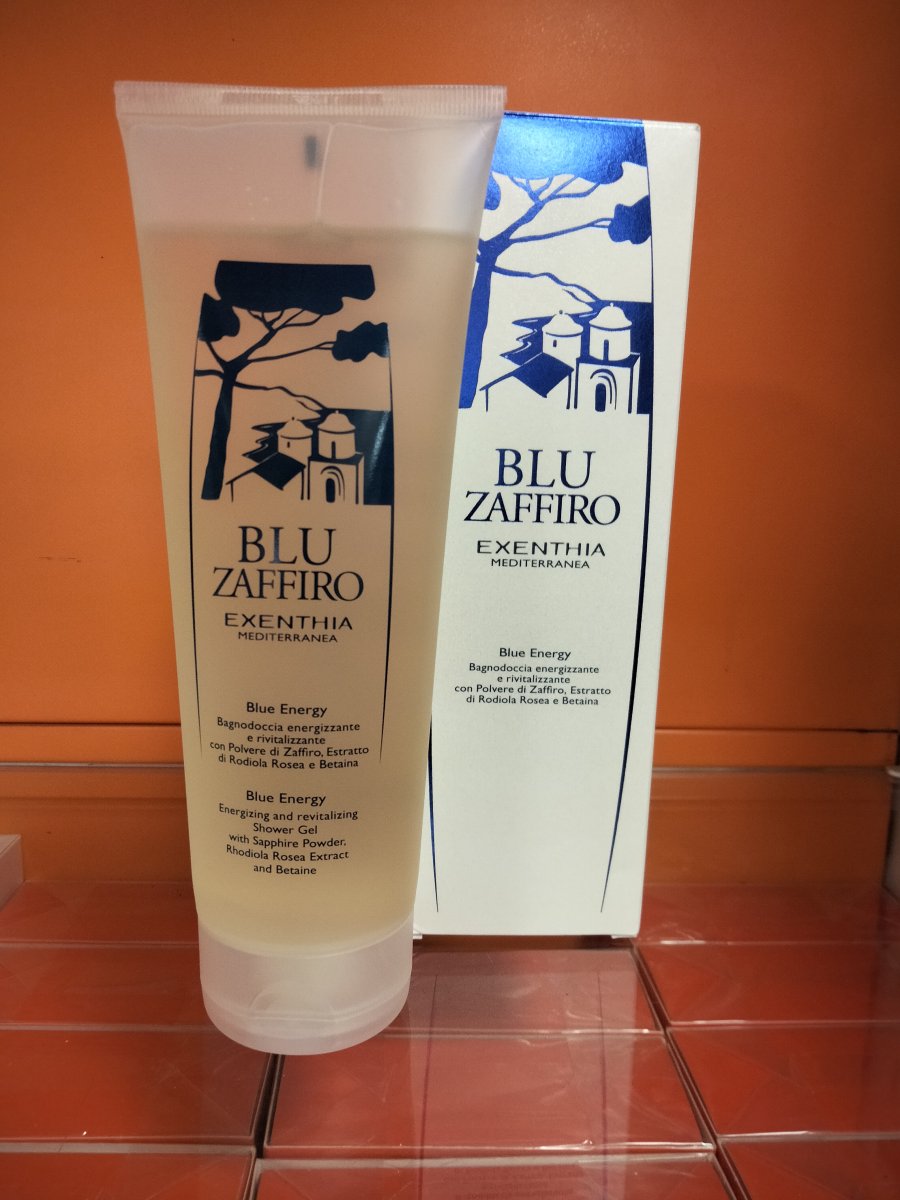 BLU
ZAFFIRO
EXENTHIA
MEDITERRANEA
Blue Energy
Bagnodoccia energizzante
e rivitalizzante
con Polvere di Zaffiro, Estratto
di Rodiola Rosea e Betaina
Blue Energy
Energizing and revitalizing
Shower Gel
with Sapphire Powder,
Rhodiola Rosea Extract
and Betaine
BLU
ZAFFIRO
EXENTHIA
MEDITERRANEA
Blue Energy
Bagnodoccia energizzante
e rivitalizzante
con Polvere di Zaffiro, Estratto
di Rodiola Rosea e Betaina